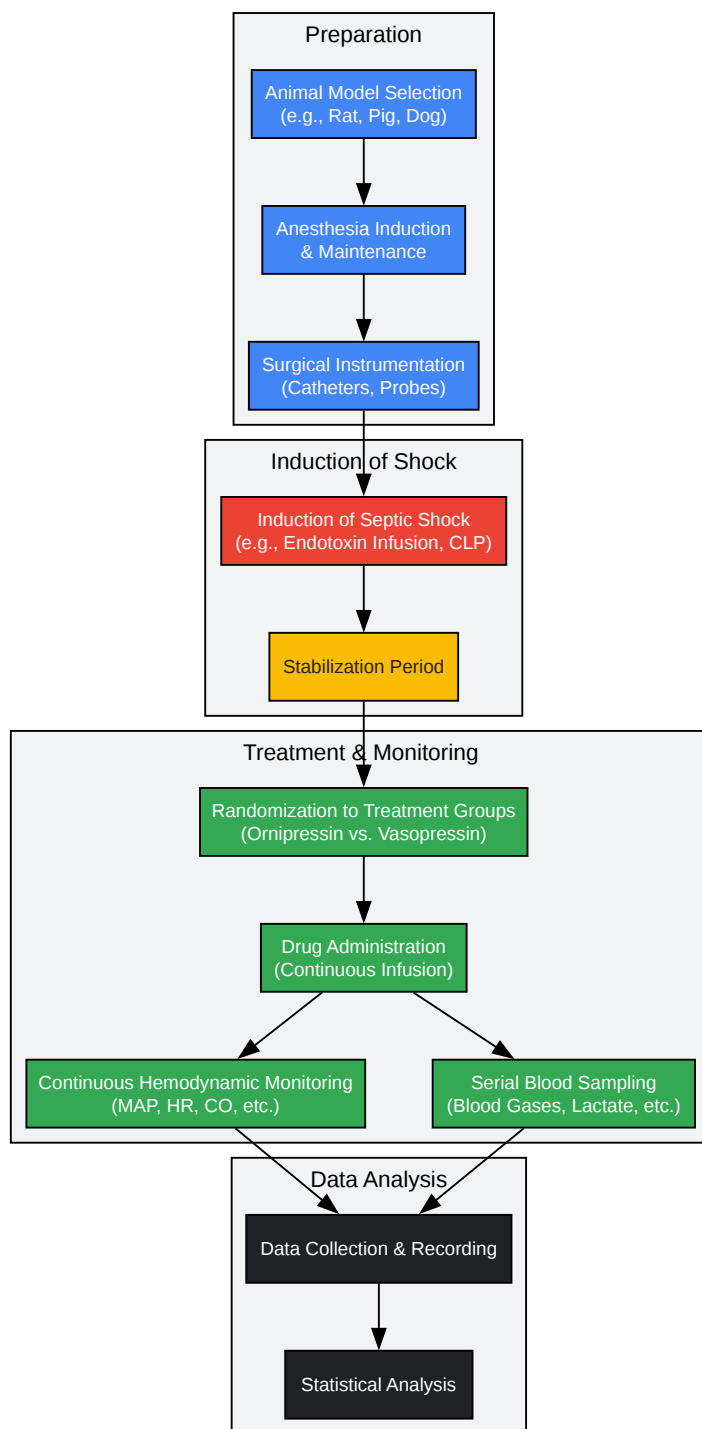 Preparation
Animal Model Selection
(e.g., Rat, Pig, Dog)
Anesthesia Induction
& Maintenance
Surgical Instrumentation
(Catheters, Probes)
Induction of Shock
Induction of Septic Shock
(e.g., Endotoxin Infusion, CLP)
Stabilization Period
Treatment & Monitoring
Randomization to Treatment Groups
(Ornipressin vs. Vasopressin)
Drug Administration
(Continuous Infusion)
Continuous Hemodynamic Monitoring
(MAP, HR, CO, etc.)
Serial Blood Sampling
(Blood Gases, Lactate, etc.)
Data Analysis
Data Collection & Recording
Statistical Analysis